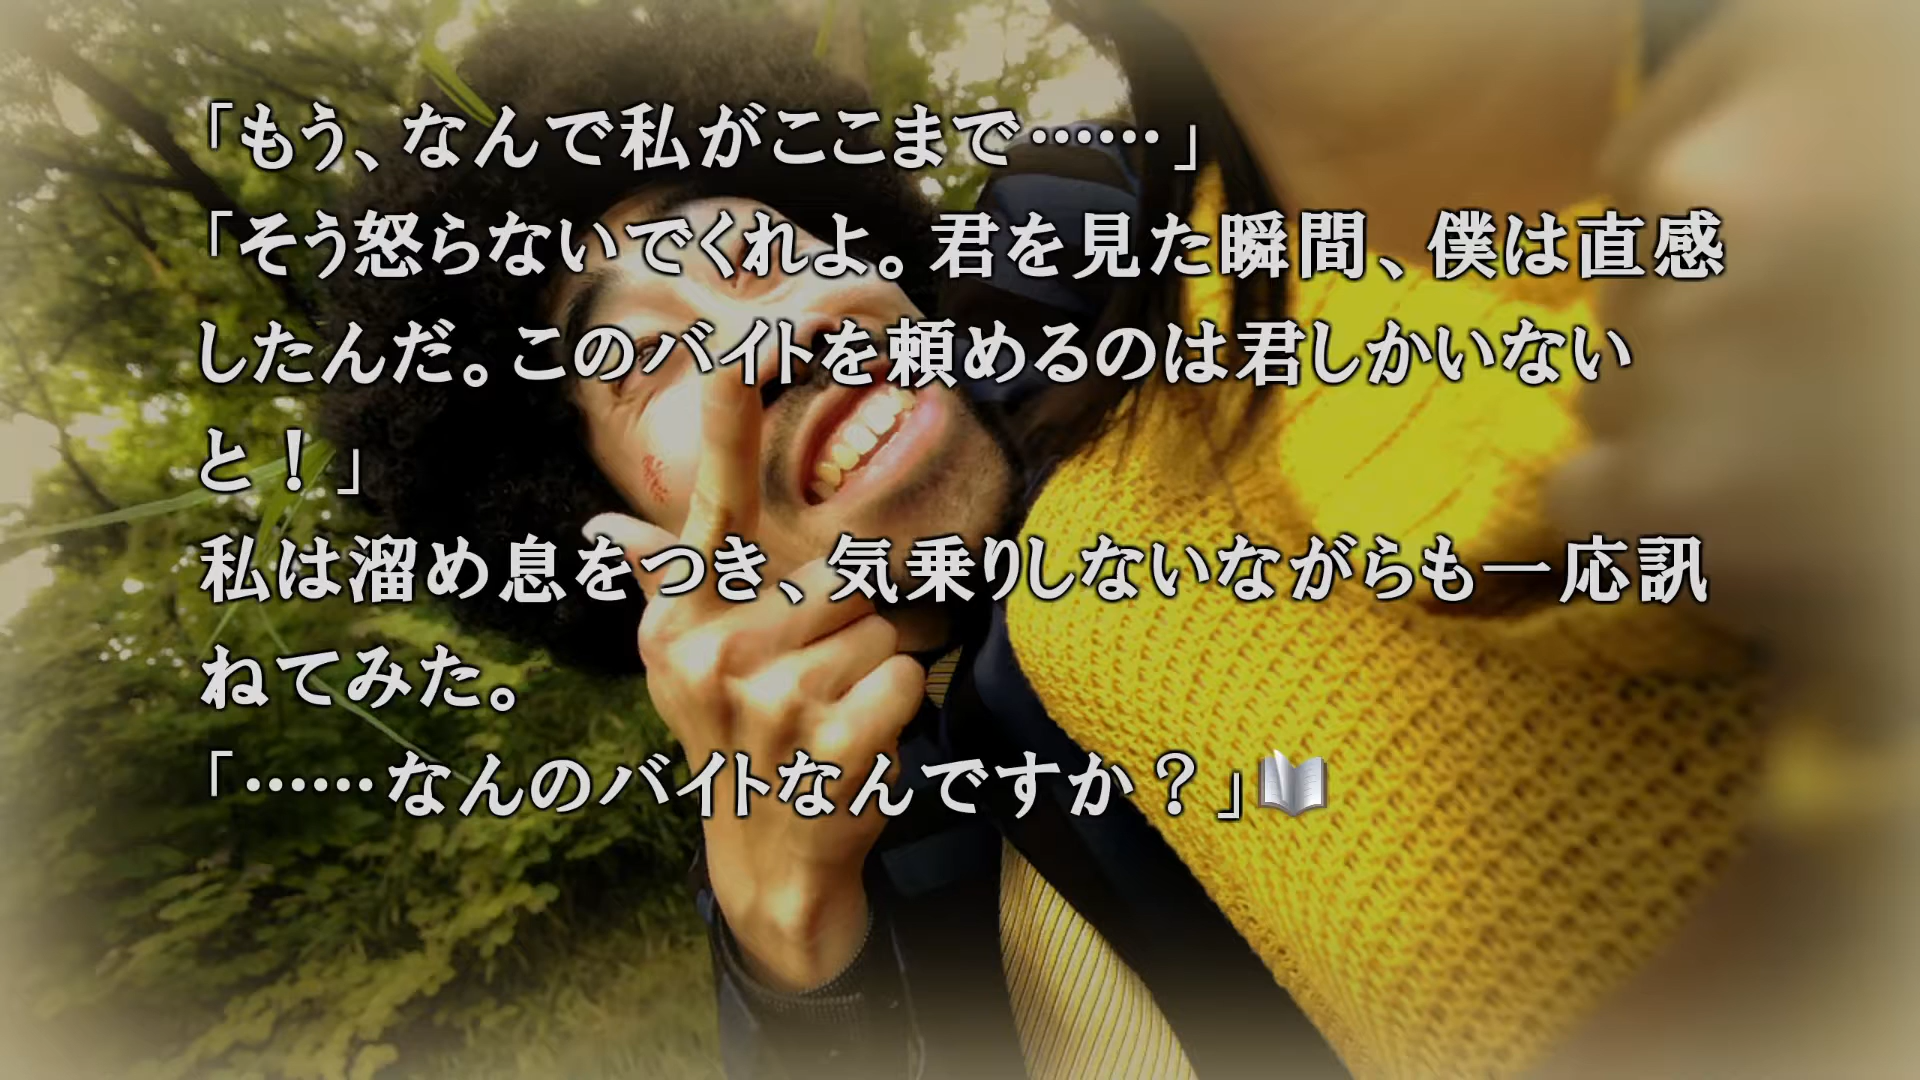 「もう、なんで私がここまで……」
「そう怒らないでくれよ。君を見た瞬間、僕は直感
したんだ。このバイトを頼めるのは君しかいない
と！」
私は溜め息をつき、気乗りしないながらも一応訊
ねてみた。
「……なんのバイトなんですか？」